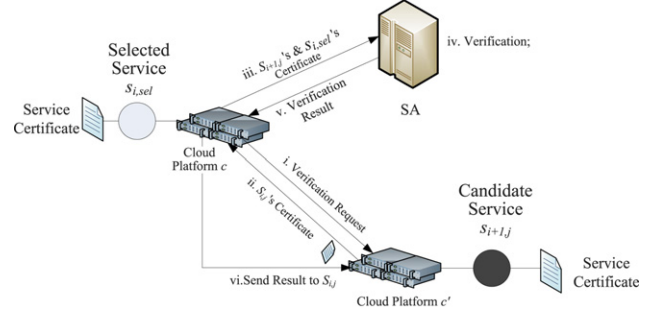 Selected
Service
s_{i,sel}
Service
Certificate
Cloud
Platform c
iii. S_{i+1,j}'s & S_{i,sel}'s
Certificate
v. Verification
Result
iv. Verification;
SA
i. Verification Request
ii. S_{i,j}'s Certificate
vi.Send Result to S_{i,j}
Candidate
Service
s_{i+1,j}
Cloud Platform c'
Service
Certificate